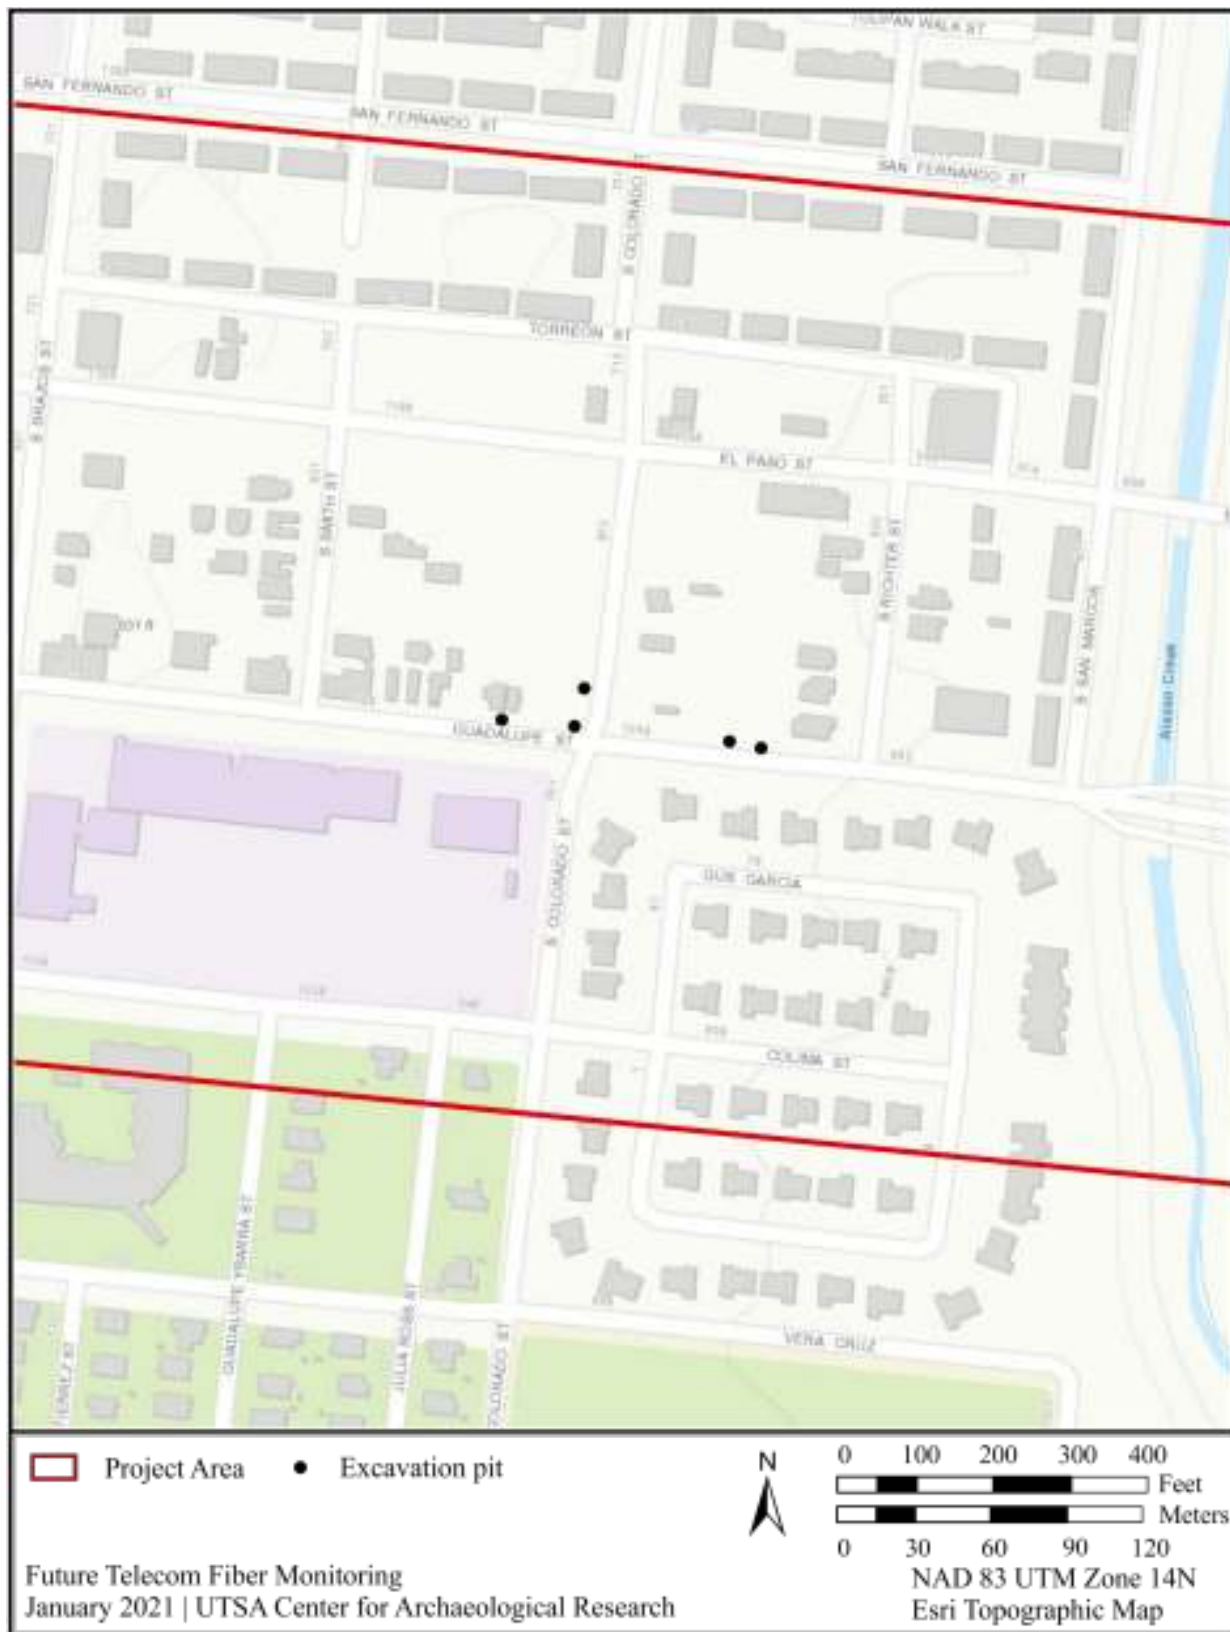 TULIPAN WALK ST
SAN FERNANDO ST
SAN FERNANDO ST
SAN FERNANDO ST
S COLORADO ST
TORREON ST
S BRAZOS ST
EL PASO ST
S SMITH ST
S RICHTER ST
S SAN MARCOS
Alazan Creek
GUADALUPE ST
S COLORADO ST
GUS GARCIA
COLIMA ST
GUADALUPE YBARRA ST
JULIA ROSS ST
COLORADO ST
VERA CRUZ
Project Area
Excavation pit
N
0 100 200 300 400
Feet
Meters
0 30 60 90 120
Future Telecom Fiber Monitoring
January 2021 | UTSA Center for Archaeological Research
NAD 83 UTM Zone 14N
Esri Topographic Map